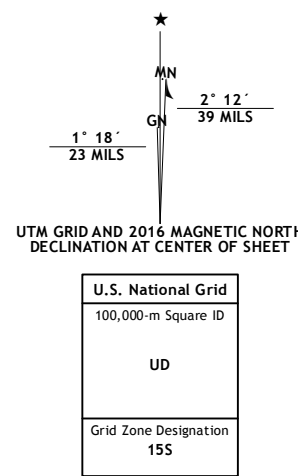 ★
MN
GN
2° 12´
39 MILS
1° 18´
23 MILS
UTM GRID AND 2016 MAGNETIC NORTH
DECLINATION AT CENTER OF SHEET
U.S. National Grid
100,000-m Square ID
UD
Grid Zone Designation
15S